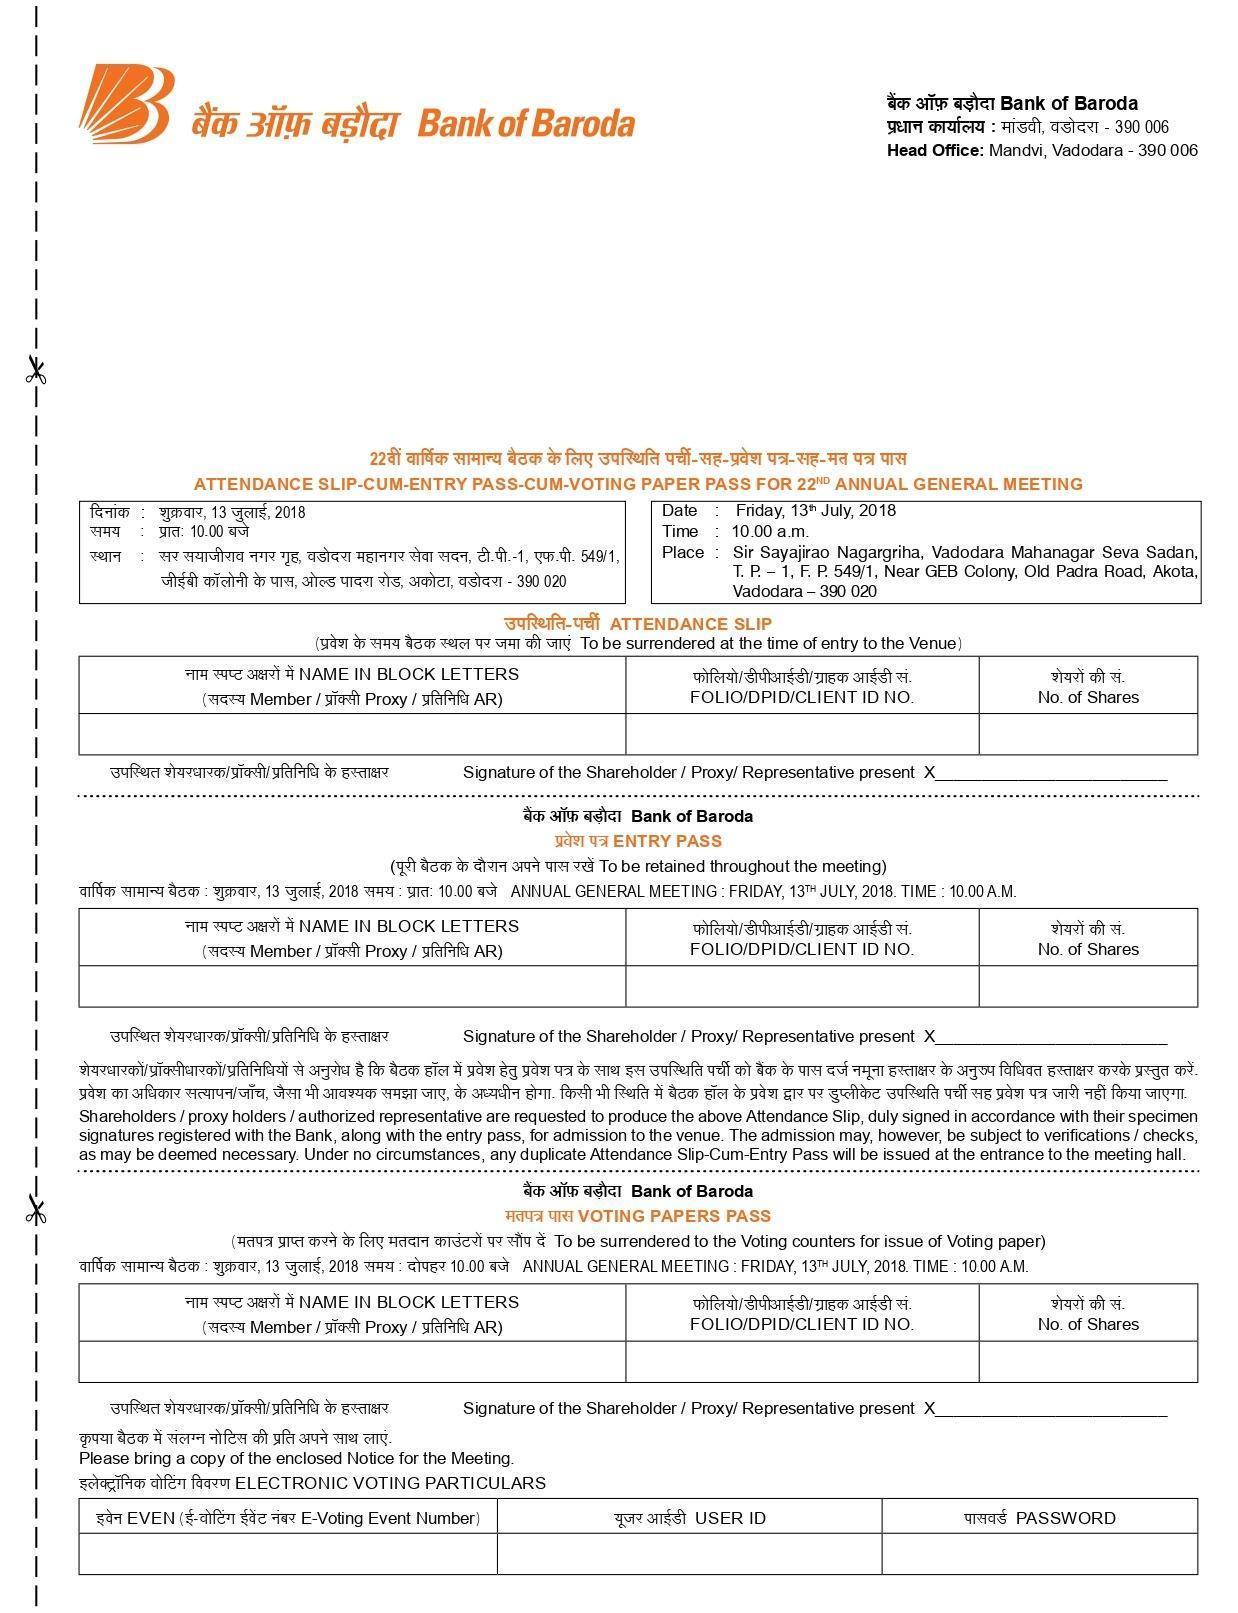 बैंक ऑफ़ बड़ौदा Bank of Baroda
बैंक ऑफ़ बड़ौदा Bank of Baroda
प्रधान कार्यालय : मांडवी, वडोदरा - 390 006
Head Office: Mandvi, Vadodara - 390 006
22वीं वार्षिक सामान्य बैठक के लिए उपस्थिति पर्ची-सह-प्रवेश पत्र-सह-मत पत्र पास
ATTENDANCE SLIP-CUM-ENTRY PASS-CUM-VOTING PAPER PASS FOR 22ND ANNUAL GENERAL MEETING
दिनांक : शुक्रवार, 13 जुलाई, 2018
समय : प्रातः 10.00 बजे
स्थान : सर सयाजीराव नगर गृह, वडोदरा महानगर सेवा सदन, टी.पी.-1, एफ.पी. 549/1,
जीईबी कॉलोनी के पास, ओल्ड पादरा रोड, अकोटा, वडोदरा - 390 020
Date : Friday, 13th July, 2018
Time : 10.00 a.m.
Place : Sir Sayajirao Nagargriha, Vadodara Mahanagar Seva Sadan,
T. P. – 1, F. P. 549/1, Near GEB Colony, Old Padra Road, Akota,
Vadodara – 390 020
उपस्थिति-पर्ची ATTENDANCE SLIP
(प्रवेश के समय बैठक स्थल पर जमा की जाएं To be surrendered at the time of entry to the Venue)
नाम स्पष्ट अक्षरों में NAME IN BLOCK LETTERS
(सदस्य Member / प्रॉक्सी Proxy / प्रतिनिधि AR)
फोलियो/डीपीआईडी/ग्राहक आईडी सं.
FOLIO/DPID/CLIENT ID NO.
शेयरों की सं.
No. of Shares
उपस्थित शेयरधारक/प्रॉक्सी/प्रतिनिधि के हस्ताक्षर Signature of the Shareholder / Proxy/ Representative present X_________________________
बैंक ऑफ़ बड़ौदा Bank of Baroda
प्रवेश पत्र ENTRY PASS
(पूरी बैठक के दौरान अपने पास रखें To be retained throughout the meeting)
वार्षिक सामान्य बैठक : शुक्रवार, 13 जुलाई, 2018 समय : प्रातः 10.00 बजे ANNUAL GENERAL MEETING : FRIDAY, 13TH JULY, 2018. TIME : 10.00 A.M.
नाम स्पष्ट अक्षरों में NAME IN BLOCK LETTERS
(सदस्य Member / प्रॉक्सी Proxy / प्रतिनिधि AR)
फोलियो/डीपीआईडी/ग्राहक आईडी सं.
FOLIO/DPID/CLIENT ID NO.
शेयरों की सं.
No. of Shares
उपस्थित शेयरधारक/प्रॉक्सी/प्रतिनिधि के हस्ताक्षर Signature of the Shareholder / Proxy/ Representative present X_________________________
शेयरधारकों/प्रॉक्सीधारकों/प्रतिनिधियों से अनुरोध है कि बैठक हॉल में प्रवेश हेतु प्रवेश पत्र के साथ इस उपस्थिति पर्ची को बैंक के पास दर्ज नमूना हस्ताक्षर के अनुरुप विधिवत हस्ताक्षर करके प्रस्तुत करें.
प्रवेश का अधिकार सत्यापन/जाँच, जैसा भी आवश्यक समझा जाए, के अध्यधीन होगा. किसी भी स्थिति में बैठक हॉल के प्रवेश द्वार पर डुप्लीकेट उपस्थिति पर्ची सह प्रवेश पत्र जारी नहीं किया जाएगा.
Shareholders / proxy holders / authorized representative are requested to produce the above Attendance Slip, duly signed in accordance with their specimen
signatures registered with the Bank, along with the entry pass, for admission to the venue. The admission may, however, be subject to verifications / checks,
as may be deemed necessary. Under no circumstances, any duplicate Attendance Slip-Cum-Entry Pass will be issued at the entrance to the meeting hall.
बैंक ऑफ़ बड़ौदा Bank of Baroda
मतपत्र पास VOTING PAPERS PASS
(मतपत्र प्राप्त करने के लिए मतदान काउंटरों पर सौंप दें To be surrendered to the Voting counters for issue of Voting paper)
वार्षिक सामान्य बैठक : शुक्रवार, 13 जुलाई, 2018 समय : दोपहर 10.00 बजे ANNUAL GENERAL MEETING : FRIDAY, 13TH JULY, 2018. TIME : 10.00 A.M.
नाम स्पष्ट अक्षरों में NAME IN BLOCK LETTERS
(सदस्य Member / प्रॉक्सी Proxy / प्रतिनिधि AR)
फोलियो/डीपीआईडी/ग्राहक आईडी सं.
FOLIO/DPID/CLIENT ID NO.
शेयरों की सं.
No. of Shares
उपस्थित शेयरधारक/प्रॉक्सी/प्रतिनिधि के हस्ताक्षर Signature of the Shareholder / Proxy/ Representative present X_________________________
कृपया बैठक में संलग्न नोटिस की प्रति अपने साथ लाएं.
Please bring a copy of the enclosed Notice for the Meeting.
इलेक्ट्रॉनिक वोटिंग विवरण ELECTRONIC VOTING PARTICULARS
इवेन EVEN (ई-वोटिंग ईवेंट नंबर E-Voting Event Number)
यूजर आईडी USER ID
पासवर्ड PASSWORD